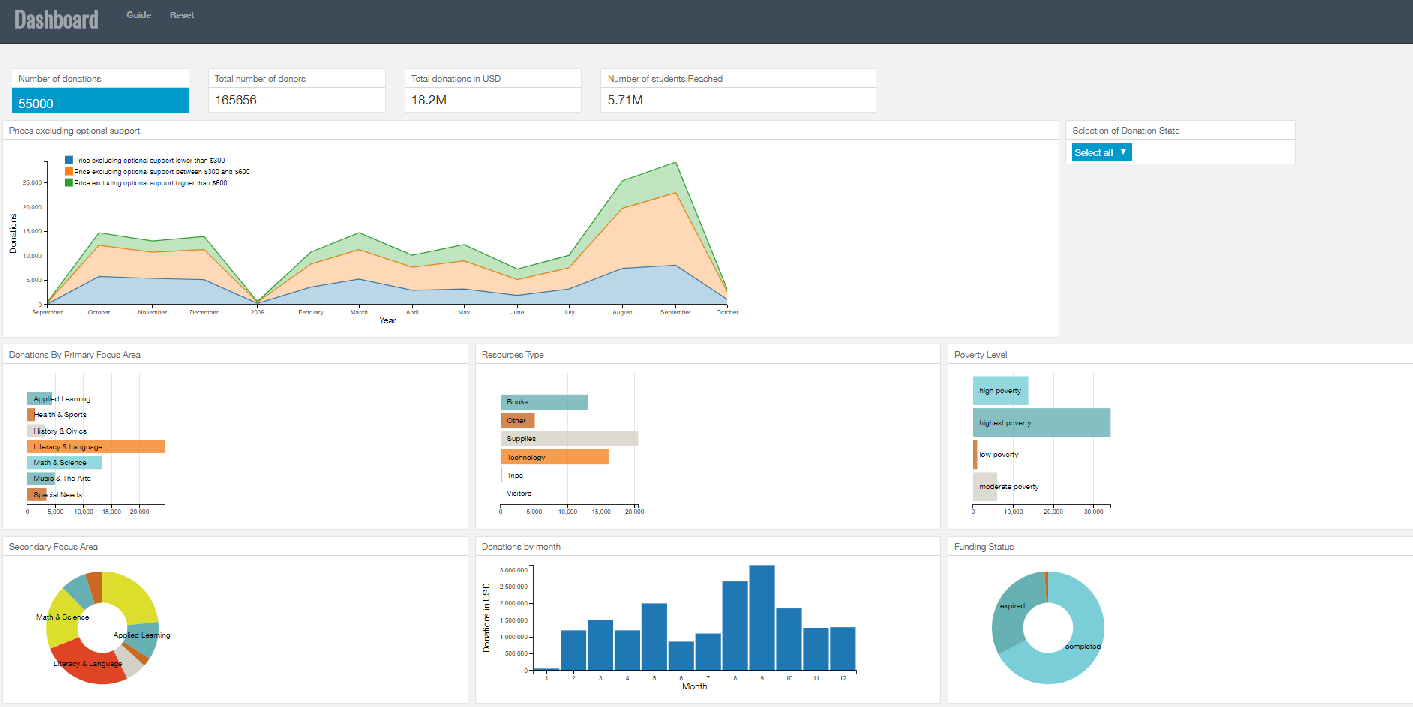 Dashboard Guide Reset
Number of donations
55000
Total number of donors
165656
Total donations in USD
18.2M
Number of students Reached
5.71M
Prices excluding optional support
Price excluding optional support lower than $300
Price excluding optional support between $300 and $600
Price excluding optional support higher than $600
Donations
25,000
20,000
15,000
10,000
5,000
0
September October November December 2009 February March April May June July August September October
Year
Selection of Donation State
Select all ▼
Donations By Primary Focus Area
Applied Learning
Health & Sports
History & Civics
Literacy & Language
Math & Science
Music & The Arts
Special Needs
0 5,000 10,000 15,000 20,000
Resources Type
Books
Other
Supplies
Technology
Trips
Visitors
0 5,000 10,000 15,000 20,000
Poverty Level
high poverty
highest poverty
low poverty
moderate poverty
0 10,000 20,000 30,000
Secondary Focus Area
Math & Science
Applied Learning
Literacy & Language
Donations by month
Donations in USD
3,000,000
2,500,000
2,000,000
1,500,000
1,000,000
500,000
0
1 2 3 4 5 6 7 8 9 10 11 12
Month
Funding Status
expired
completed